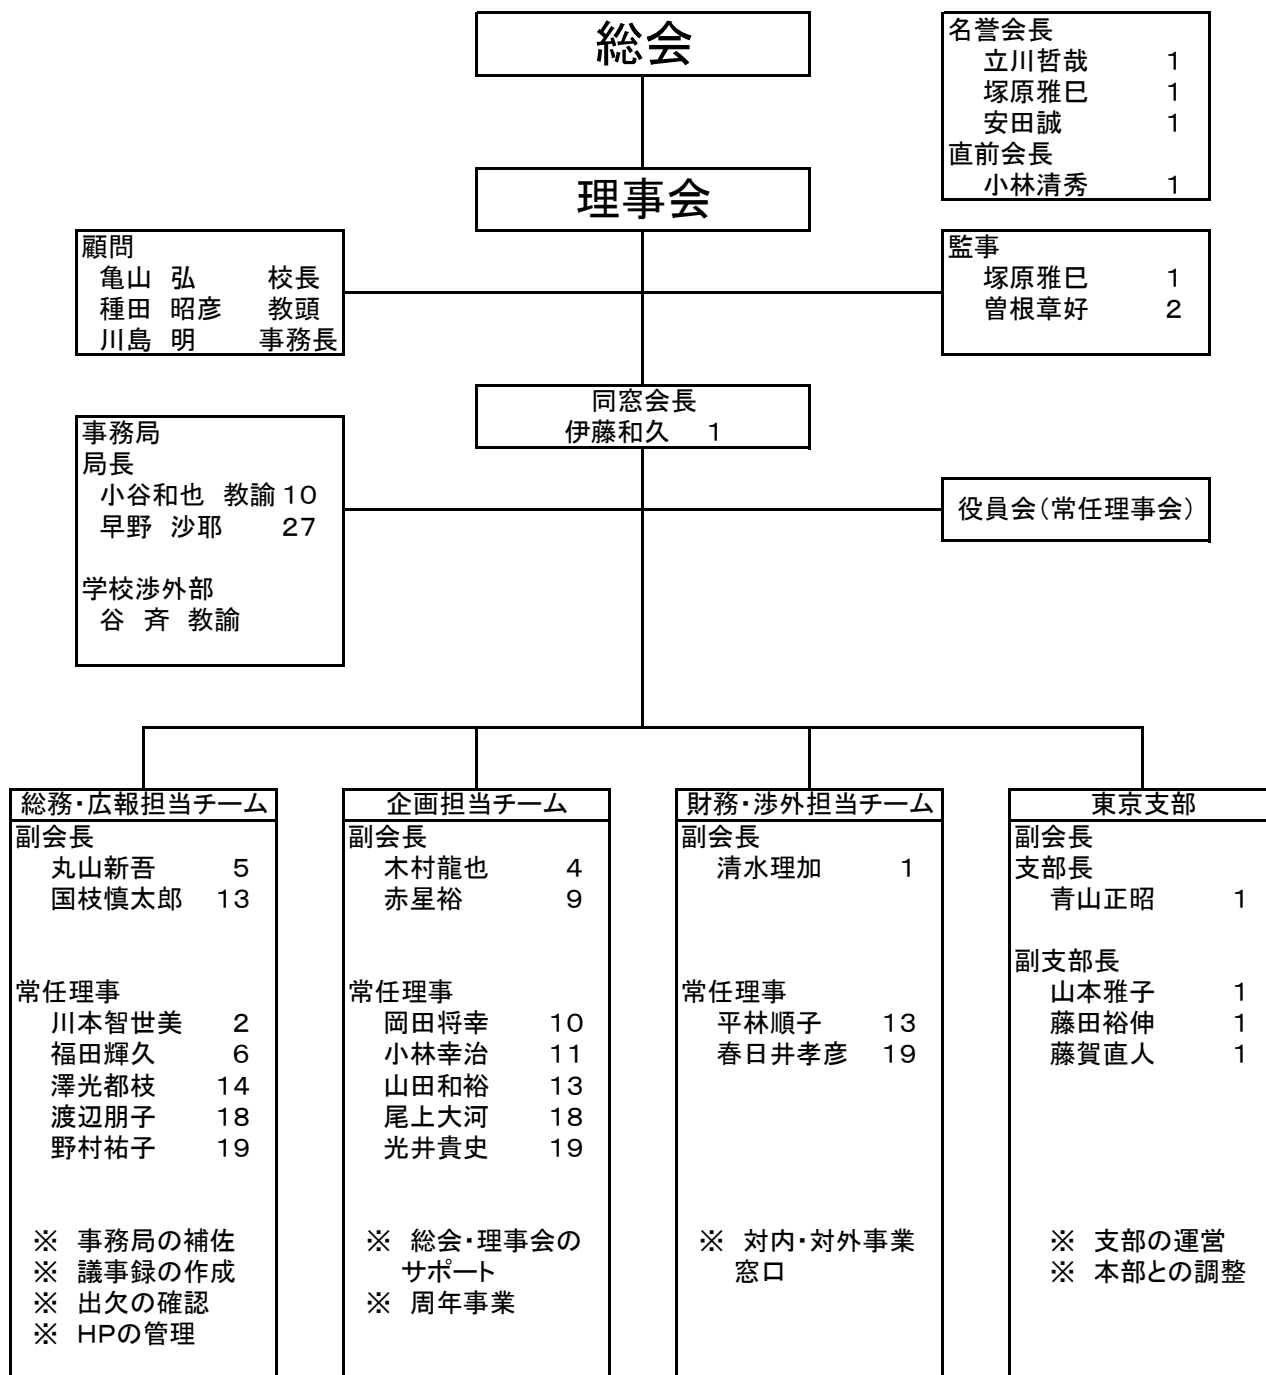 総会
名誉会長
立川哲哉 1
塚原雅巳 1
安田誠 1
直前会長
小林清秀 1
理事会
顧問
亀山 弘 校長
種田 昭彦 教頭
川島 明 事務長
監事
塚原雅巳 1
曽根章好 2
同窓会長
伊藤和久 1
事務局
局長
小谷和也 教諭 10
早野 沙耶 27
学校渉外部
谷 斉 教諭
役員会(常任理事会)
総務・広報担当チーム
副会長
丸山新吾 5
国枝慎太郎 13
常任理事
川本智世美 2
福田輝久 6
澤光都枝 14
渡辺朋子 18
野村祐子 19
※ 事務局の補佐
※ 議事録の作成
※ 出欠の確認
※ HPの管理
企画担当チーム
副会長
木村龍也 4
赤星裕 9
常任理事
岡田将幸 10
小林幸治 11
山田和裕 13
尾上大河 18
光井貴史 19
※ 総会・理事会の
サポート
※ 周年事業
財務・渉外担当チーム
副会長
清水理加 1
常任理事
平林順子 13
春日井孝彦 19
※ 対内・対外事業
窓口
東京支部
副会長
支部長
青山正昭 1
副支部長
山本雅子 1
藤田裕伸 1
藤賀直人 1
※ 支部の運営
※ 本部との調整